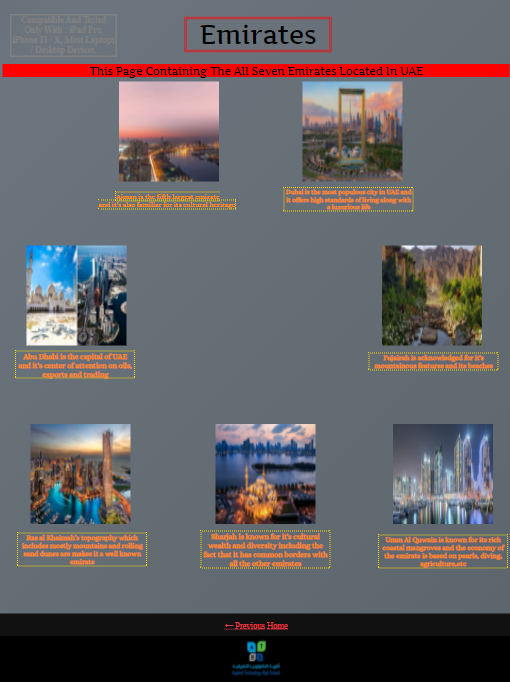 Compatible And Tested
Only With : iPad Pro,
iPhone 11 / X, Most Laptops
/ Desktop Devices.
Emirates
This Page Containing The All Seven Emirates Located In UAE
Ajman is the fifth largest emirate
and it's also familiar for its cultural heritage
Dubai is the most populous city in UAE and
it offers high standards of living along with
a luxurious life
Abu Dhabi is the capital of UAE
and it's center of attention on oils,
exports and trading
Fujairah is acknowledged for it's
mountainous features and its beaches
Ras al Khaimah's topography which
includes mostly mountains and rolling
sand dunes are makes it a well known
emirate
Sharjah is known for it's cultural
wealth and diversity including the
fact that it has common borders with
all the other emirates
Umm Al Quwain is known for its rich
coastal mangroves and the economy of
the emirate is based on pearls, diving,
agriculture,etc
← Previous Home